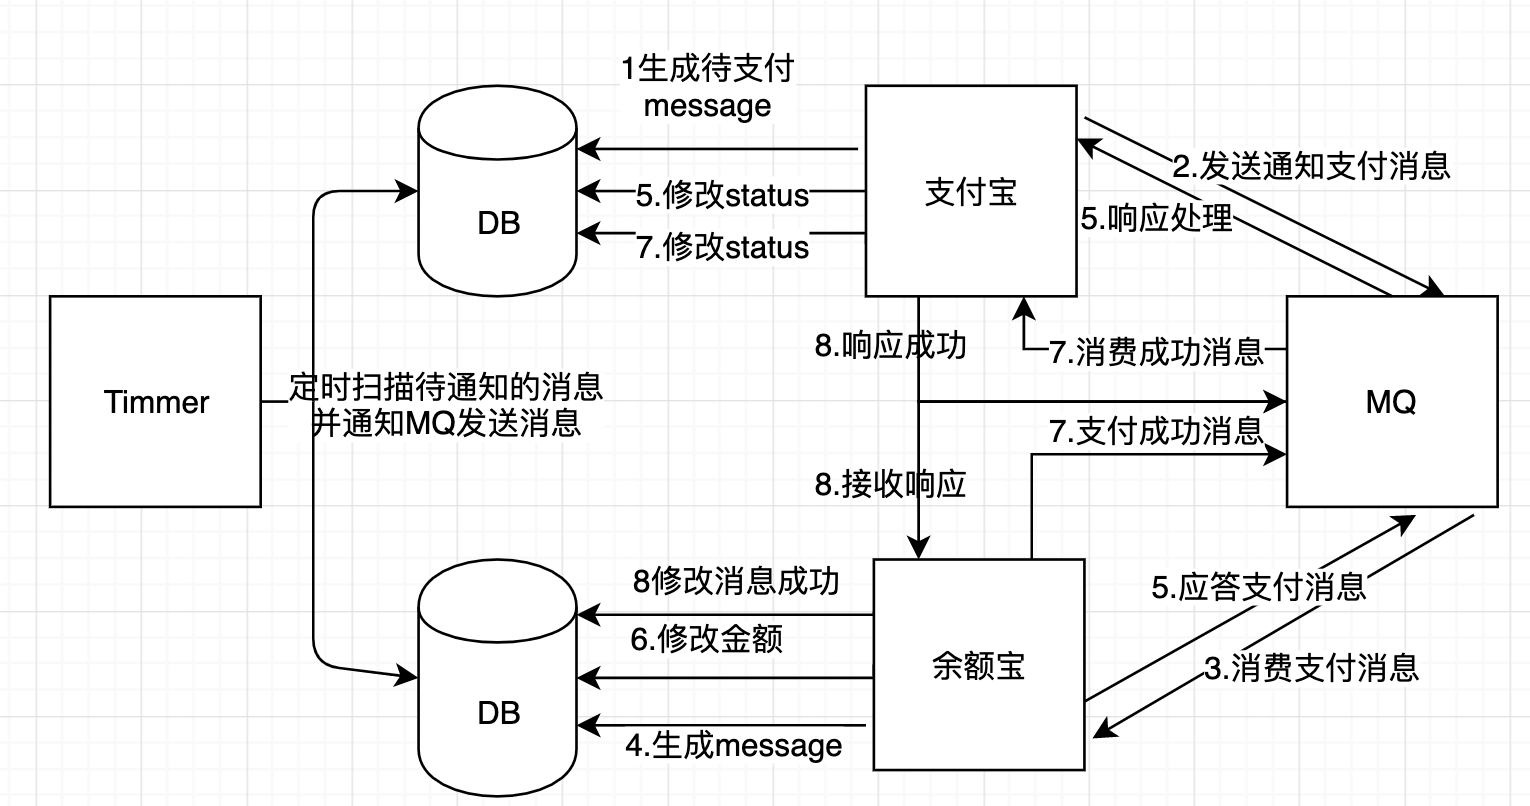 1生成待支付
message
2.发送通知支付消息
支付宝
5.修改status
DB
5.响应处理
7.修改status
8.响应成功
7.消费成功消息
定时扫描待通知的消息
并通知MQ发送消息
Timmer
MQ
7.支付成功消息
8.接收响应
8修改消息成功
5.应答支付消息
6.修改金额
余额宝
3.消费支付消息
DB
4.生成message